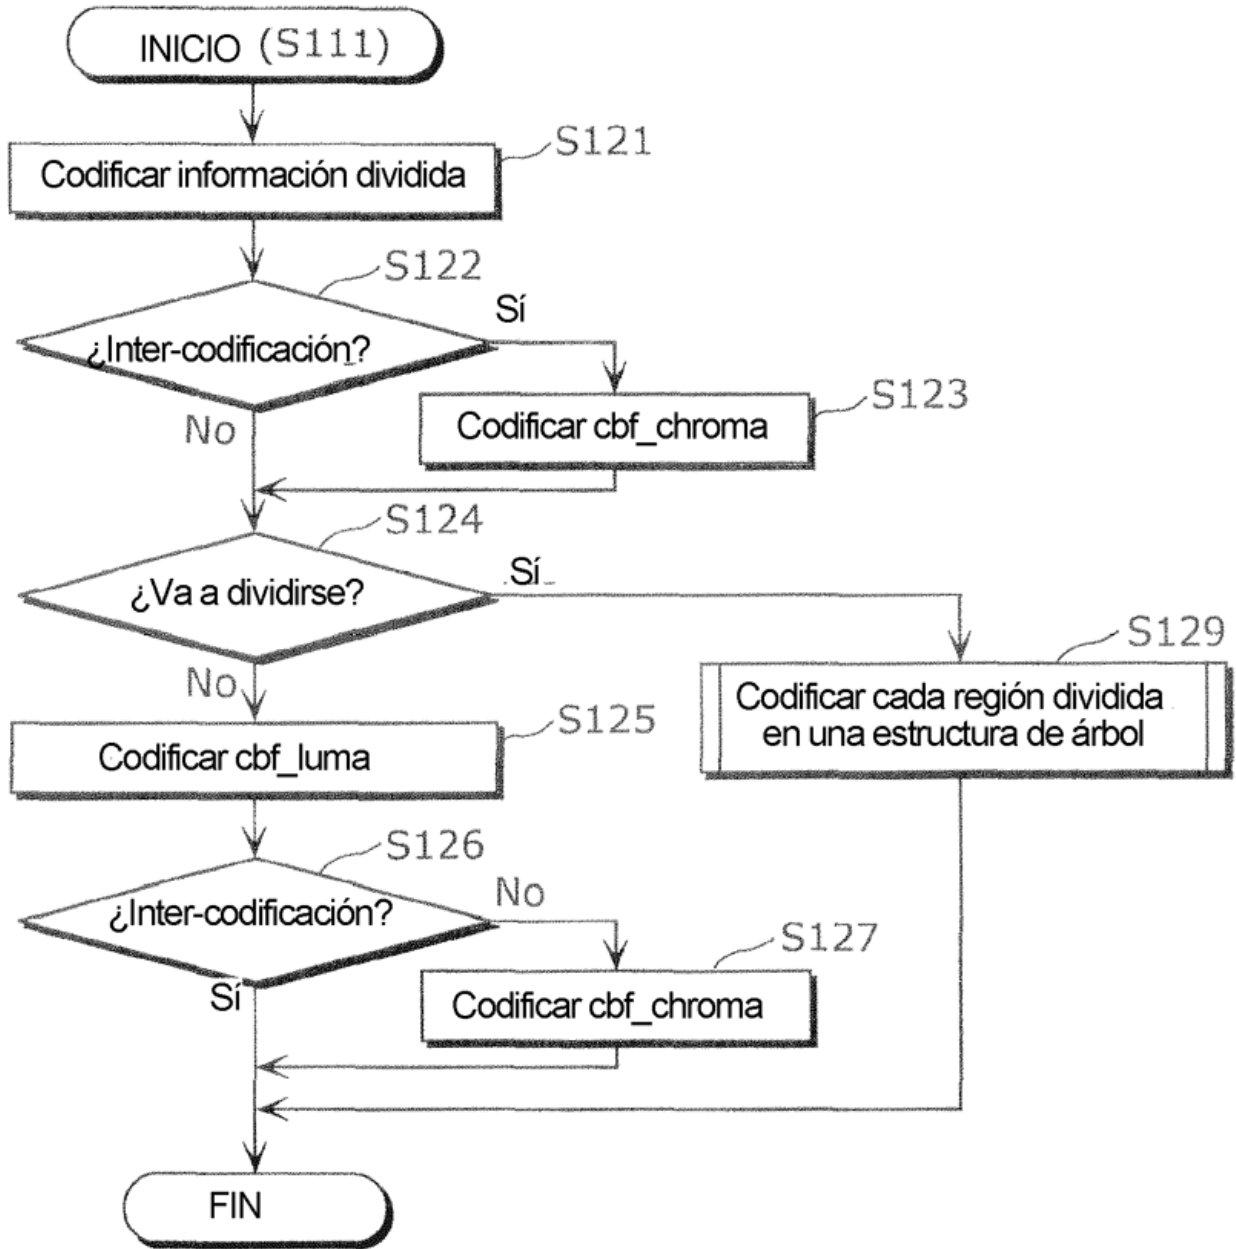 INICIO (S111)
S121
Codificar información dividida
S122
¿Inter-codificación?
Sí
No
S123
Codificar cbf_chroma
S124
¿Va a dividirse?
Sí
No
S129
Codificar cada región dividida
en una estructura de árbol
S125
Codificar cbf_luma
S126
¿Inter-codificación?
No
Sí
S127
Codificar cbf_chroma
FIN